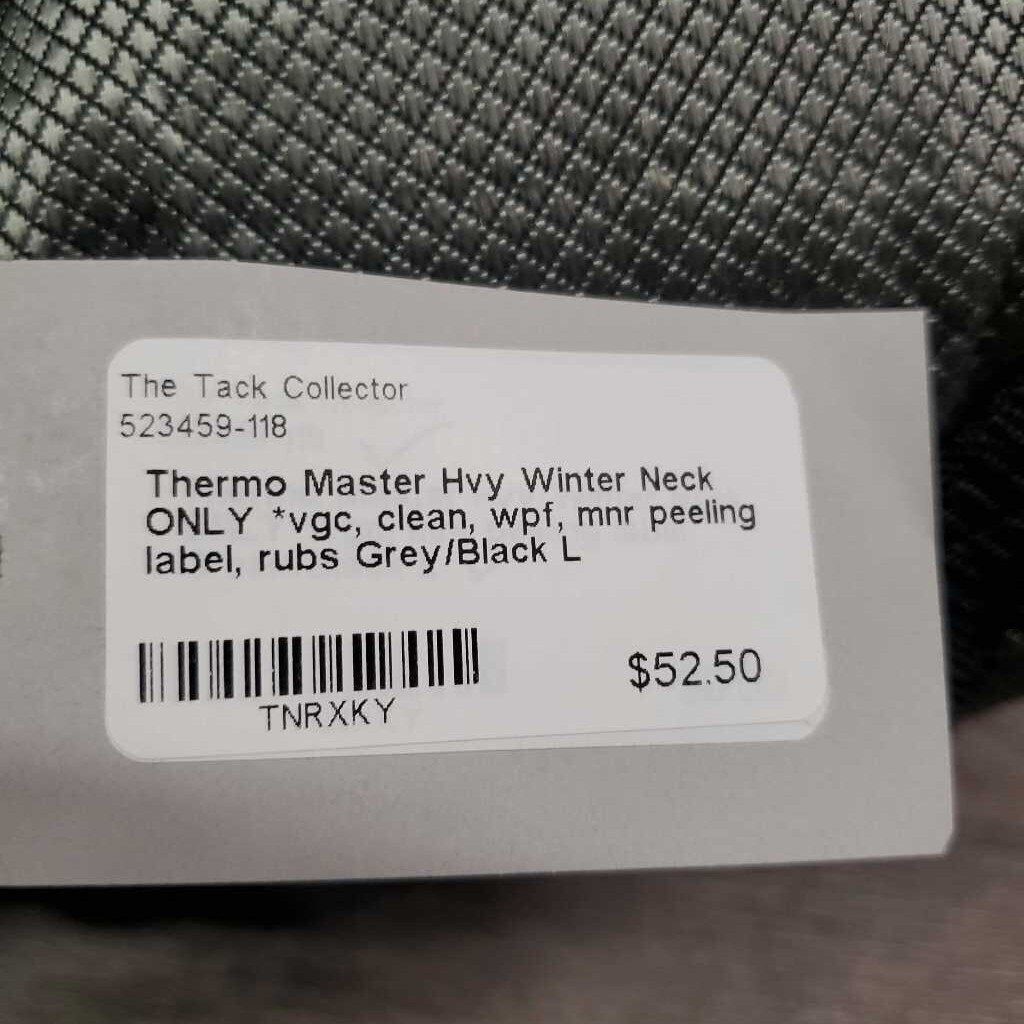 The Tack Collector
523459-118
Thermo Master Hvy Winter Neck
ONLY *vgc, clean, wpf, mnr peeling
label, rubs Grey/Black L
$52.50
TNRXKY